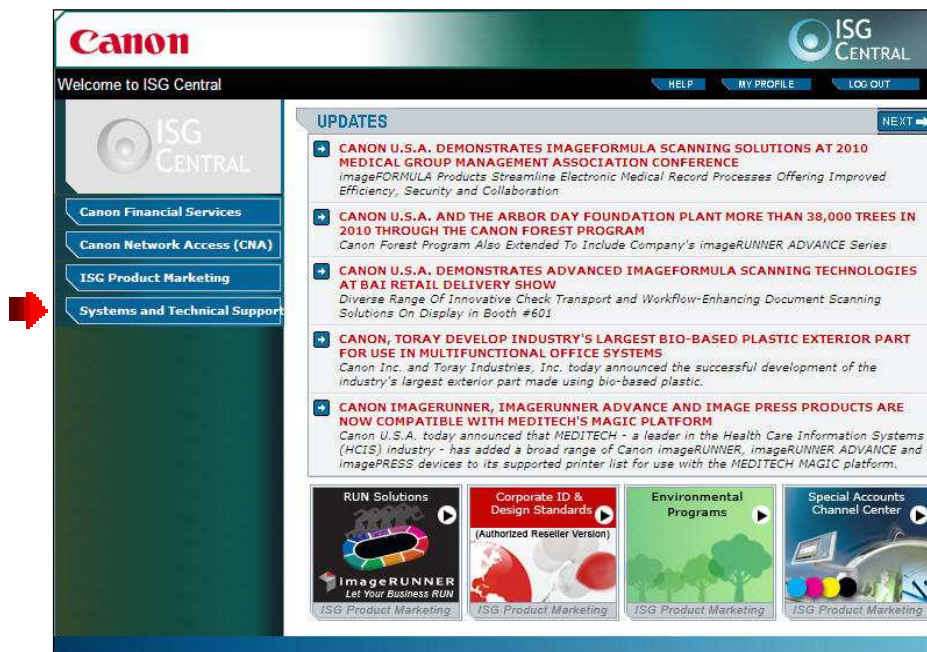 Canon
ISG
CENTRAL
Welcome to ISG Central
HELP
MY PROFILE
LOG OUT
ISG
CENTRAL
Canon Financial Services
Canon Network Access (CNA)
ISG Product Marketing
Systems and Technical Support
UPDATES
NEXT
CANON U.S.A. DEMONSTRATES IMAGEFORMULA SCANNING SOLUTIONS AT 2010
MEDICAL GROUP MANAGEMENT ASSOCIATION CONFERENCE
imageFORMULA Products Streamline Electronic Medical Record Processes Offering Improved
Efficiency, Security and Collaboration
CANON U.S.A. AND THE ARBOR DAY FOUNDATION PLANT MORE THAN 38,000 TREES IN
2010 THROUGH THE CANON FOREST PROGRAM
Canon Forest Program Also Extended To Include Company's imageRUNNER ADVANCE Series
CANON U.S.A. DEMONSTRATES ADVANCED IMAGEFORMULA SCANNING TECHNOLOGIES
AT BAI RETAIL DELIVERY SHOW
Diverse Range Of Innovative Check Transport and Workflow-Enhancing Document Scanning
Solutions On Display in Booth #601
CANON, TORAY DEVELOP INDUSTRY'S LARGEST BIO-BASED PLASTIC EXTERIOR PART
FOR USE IN MULTIFUNCTIONAL OFFICE SYSTEMS
Canon Inc. and Toray Industries, Inc. today announced the successful development of the
industry's largest exterior part made using bio-based plastic.
CANON IMAGERUNNER, IMAGERUNNER ADVANCE AND IMAGE PRESS PRODUCTS ARE
NOW COMPATIBLE WITH MEDITECH'S MAGIC PLATFORM
Canon U.S.A. today announced that MEDITECH - a leader in the Health Care Information Systems
(HCIS) industry - has added a broad range of Canon imageRUNNER, imageRUNNER ADVANCE and
imagePRESS devices to its supported printer list for use with the MEDITECH MAGIC platform.
RUN Solutions
imageRUNNER
Let Your Business RUN
ISG Product Marketing
Corporate ID &
Design Standards
(Authorized Reseller Version)
ISG Product Marketing
Environmental
Programs
ISG Product Marketing
Special Accounts
Channel Center
ISG Product Marketing